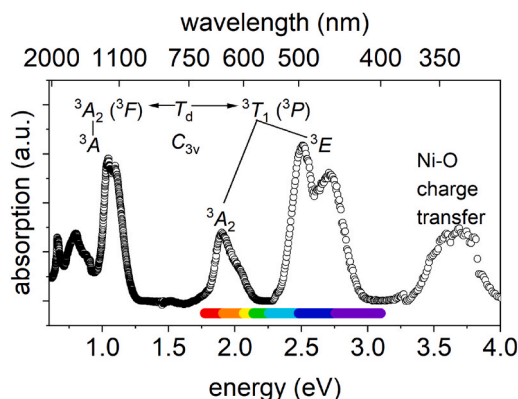 wavelength (nm)
2000 1100 750 600 500 400 350
³A₂ (³F) T_d ³T₁ (³P)
³A C₃ᵥ ³E
³A₂
Ni-O
charge
transfer
absorption (a.u.)
1.0 1.5 2.0 2.5 3.0 3.5 4.0
energy (eV)